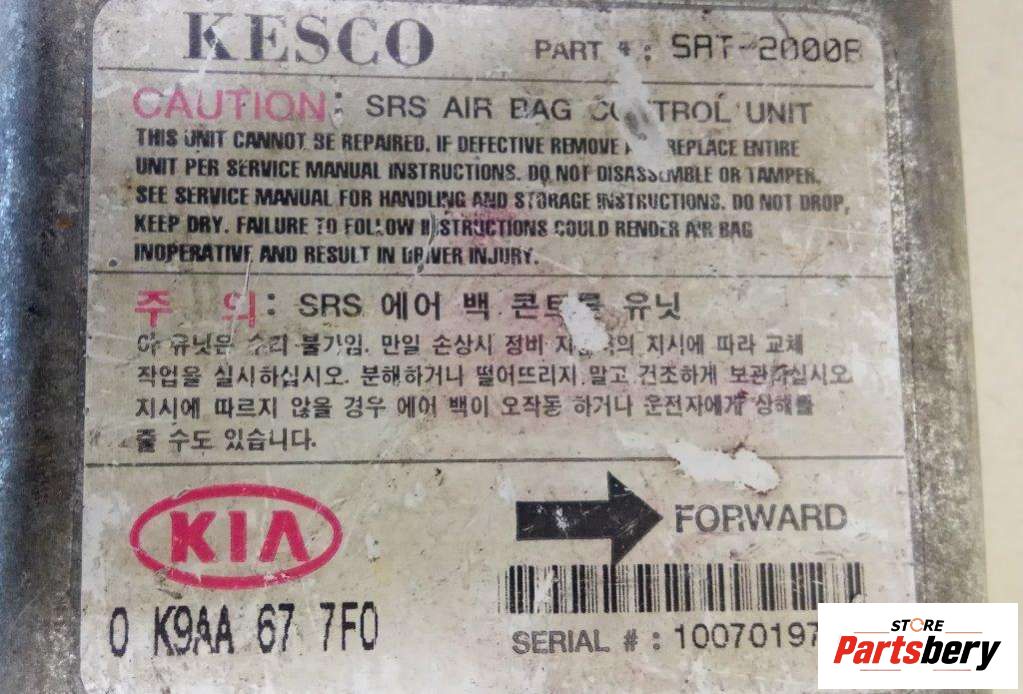 KESCO PART #: SAT-2000B
CAUTION: SRS AIR BAG CONTROL UNIT
THIS UNIT CANNOT BE REPAIRED. IF DEFECTIVE REMOVE REPLACE ENTIRE
UNIT PER SERVICE MANUAL INSTRUCTIONS. DO NOT DISASSEMBLE OR TAMPER.
SEE SERVICE MANUAL FOR HANDLING AND STORAGE INSTRUCTIONS. DO NOT DROP,
KEEP DRY. FAILURE TO FOLLOW INSTRUCTIONS COULD RENDER AIR BAG
INOPERATIVE AND RESULT IN DRIVER INJURY.
주 의: SRS 에어 백 콘트롤 유닛
이 유닛은 수리 불가임. 만일 손상시 정비 지시에 따라 교체
작업을 실시하십시오. 분해하거나 떨어뜨리지 말고 건조하게 보관하십시오.
지시에 따르지 않을 경우 에어 백이 오작동 하거나 운전자에게 상해를
줄 수도 있습니다.
KIA
FORWARD
0 K9AA 67 7F0
SERIAL #: 10070197
STORE
Partsbery